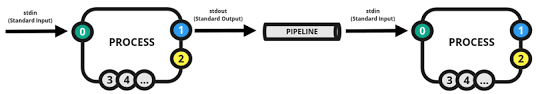 stdin
(Standard Input)
0
PROCESS
1
2
3
4
...
stdout
(Standard Output)
PIPELINE
stdin
(Standard Input)
0
PROCESS
1
2
3
4
...